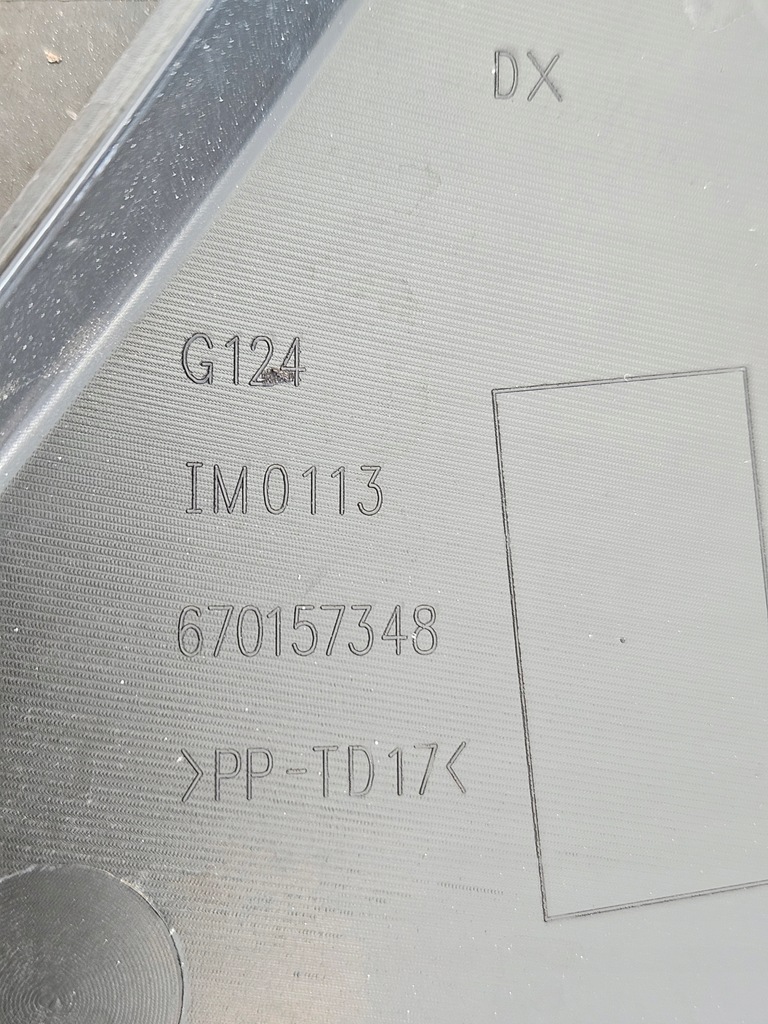 DX
G124
IM0113
670157348
>PP-TD17<